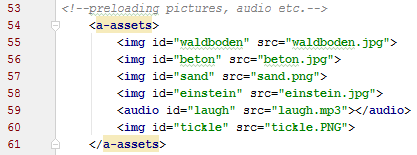 53 <!--preloading pictures, audio etc.-->
54 <a-assets>
55 <img id="waldboden" src="waldboden.jpg">
56 <img id="beton" src="beton.jpg">
57 <img id="sand" src="sand.png">
58 <img id="einstein" src="einstein.jpg">
59 <audio id="laugh" src="laugh.mp3"></audio>
60 <img id="tickle" src="tickle.PNG">
61 </a-assets>